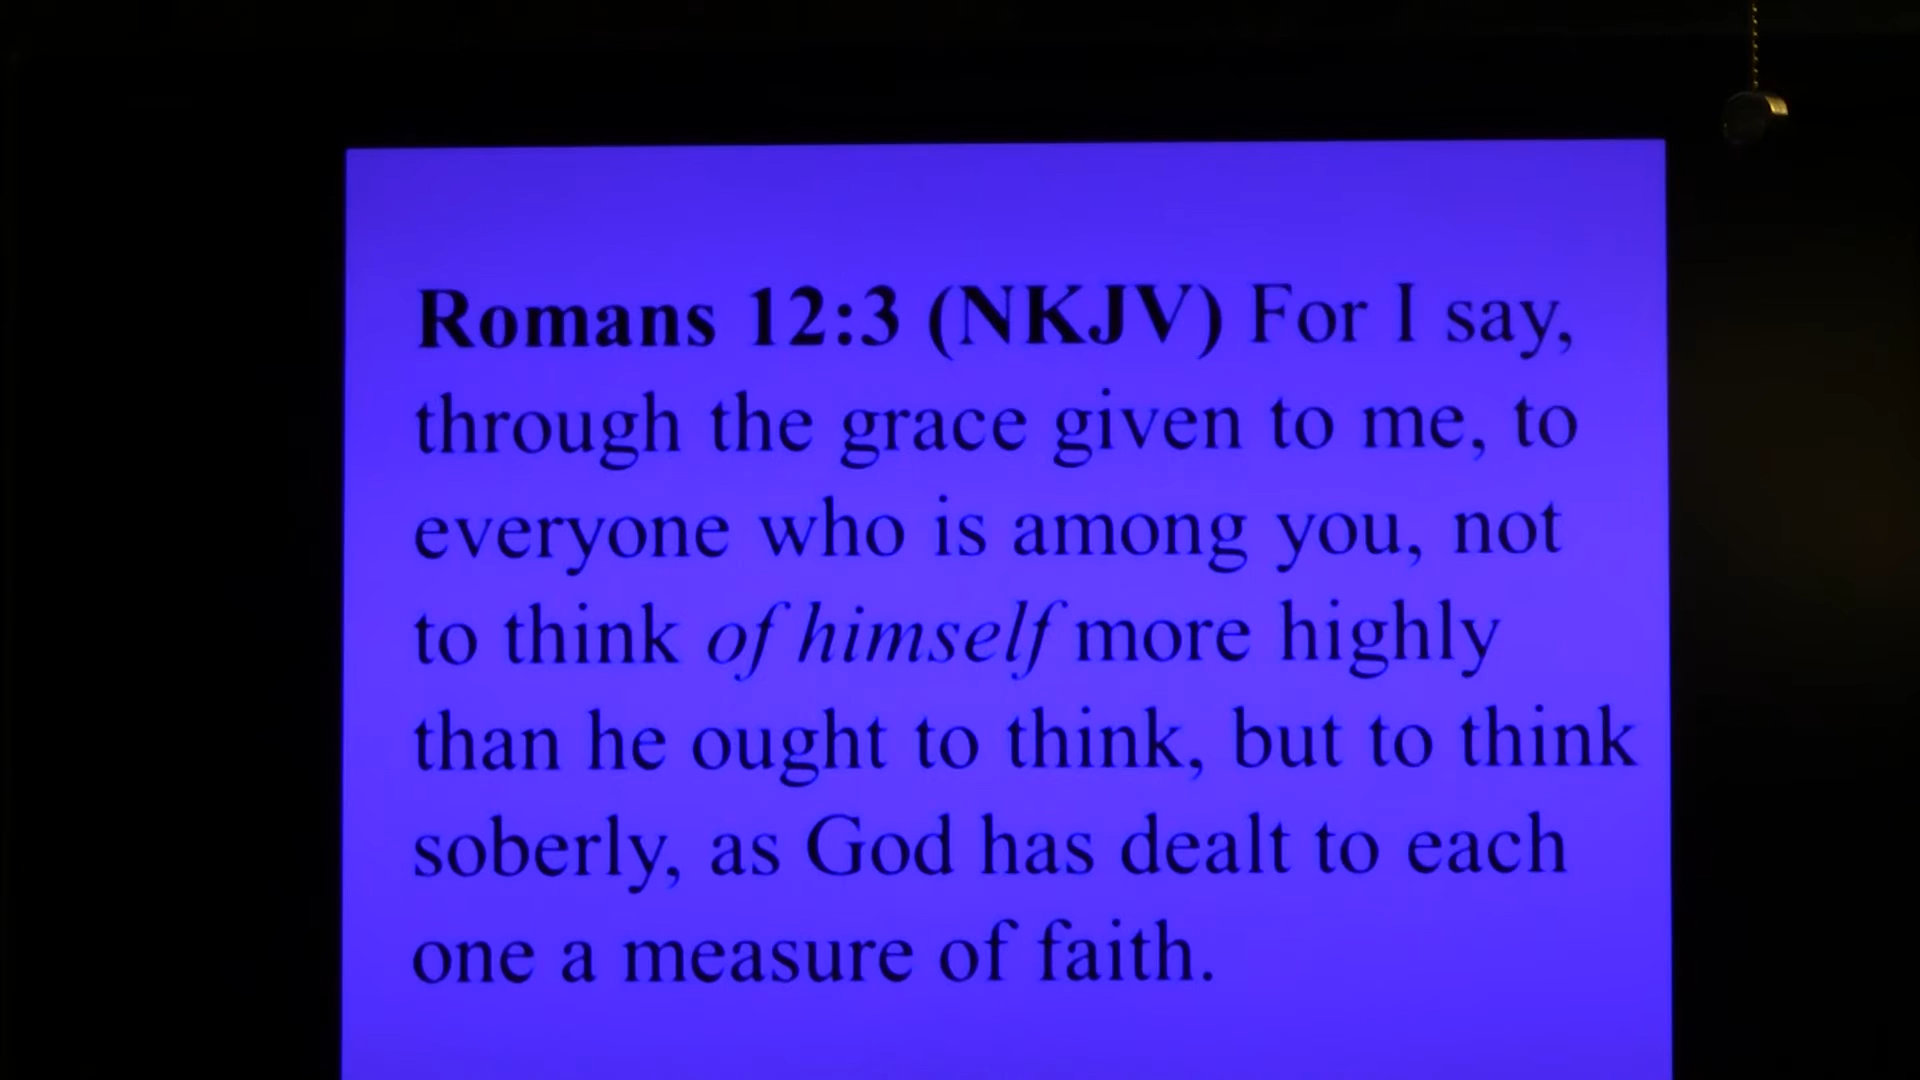 Romans 12:3 (NKJV) For I say,
through the grace given to me, to
everyone who is among you, not
to think of himself more highly
than he ought to think, but to think
soberly, as God has dealt to each
one a measure of faith.